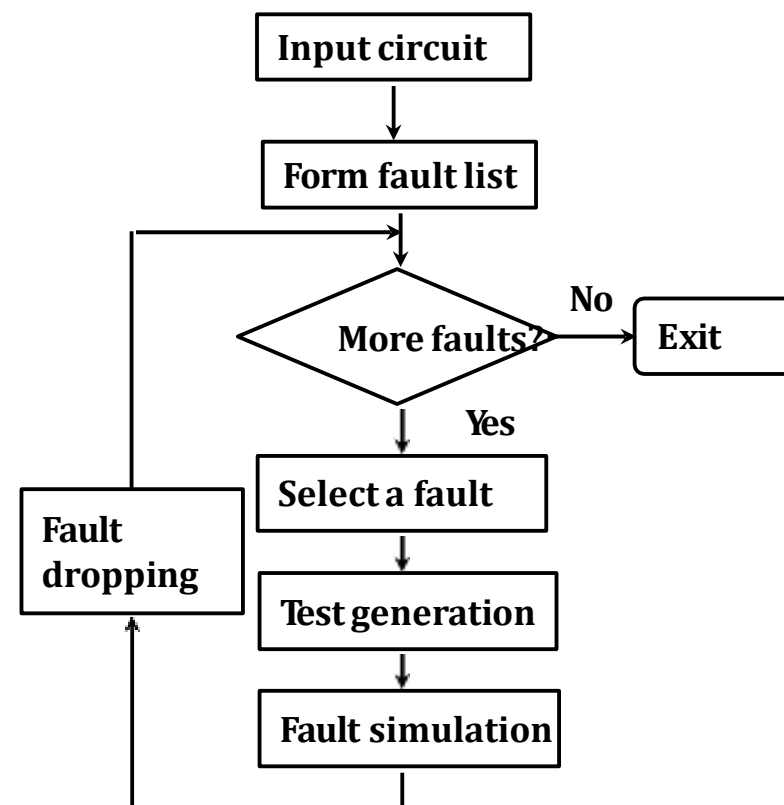 Input circuit
Form fault list
More faults?
No
Exit
Yes
Select a fault
Fault
dropping
Test generation
Fault simulation